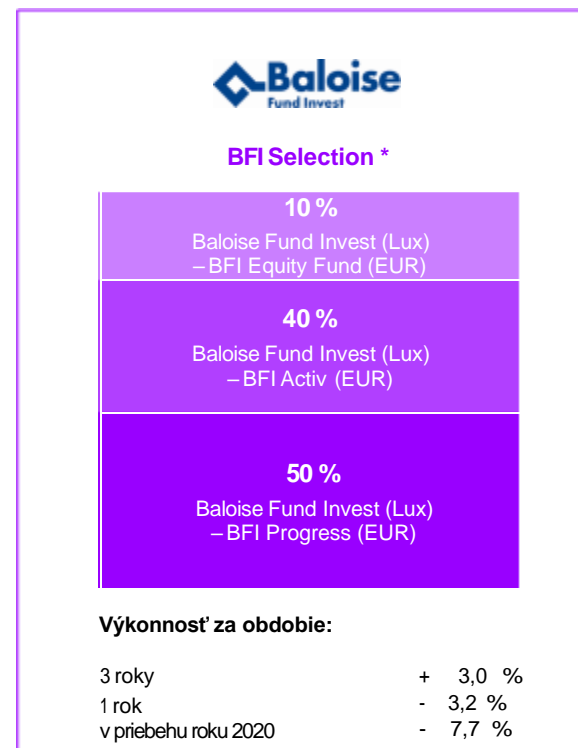 Baloise
Fund Invest
BFI Selection *
10 %
Baloise Fund Invest (Lux)
– BFI Equity Fund (EUR)
40 %
Baloise Fund Invest (Lux)
– BFI Activ (EUR)
50 %
Baloise Fund Invest (Lux)
– BFI Progress (EUR)
Výkonnosť za obdobie:
3 roky + 3,0 %
1 rok - 3,2 %
v priebehu roku 2020 - 7,7 %